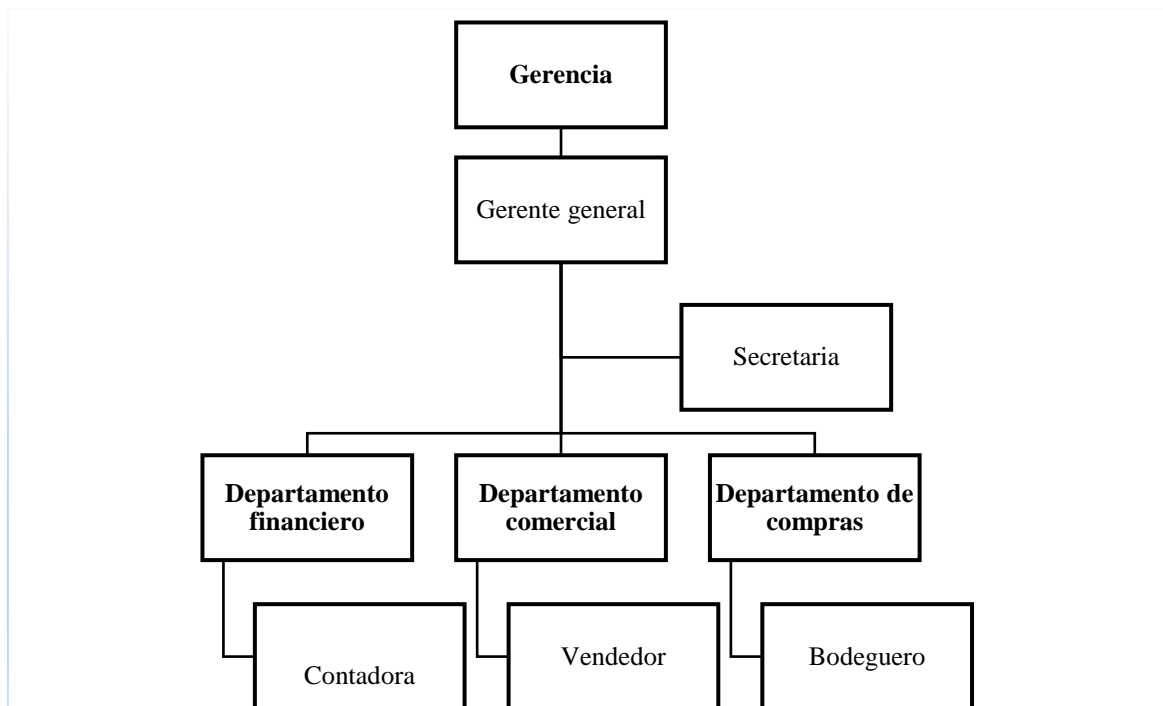 Gerencia
Gerente general
Secretaria
Departamento
financiero
Departamento
comercial
Departamento de
compras
Contadora
Vendedor
Bodeguero